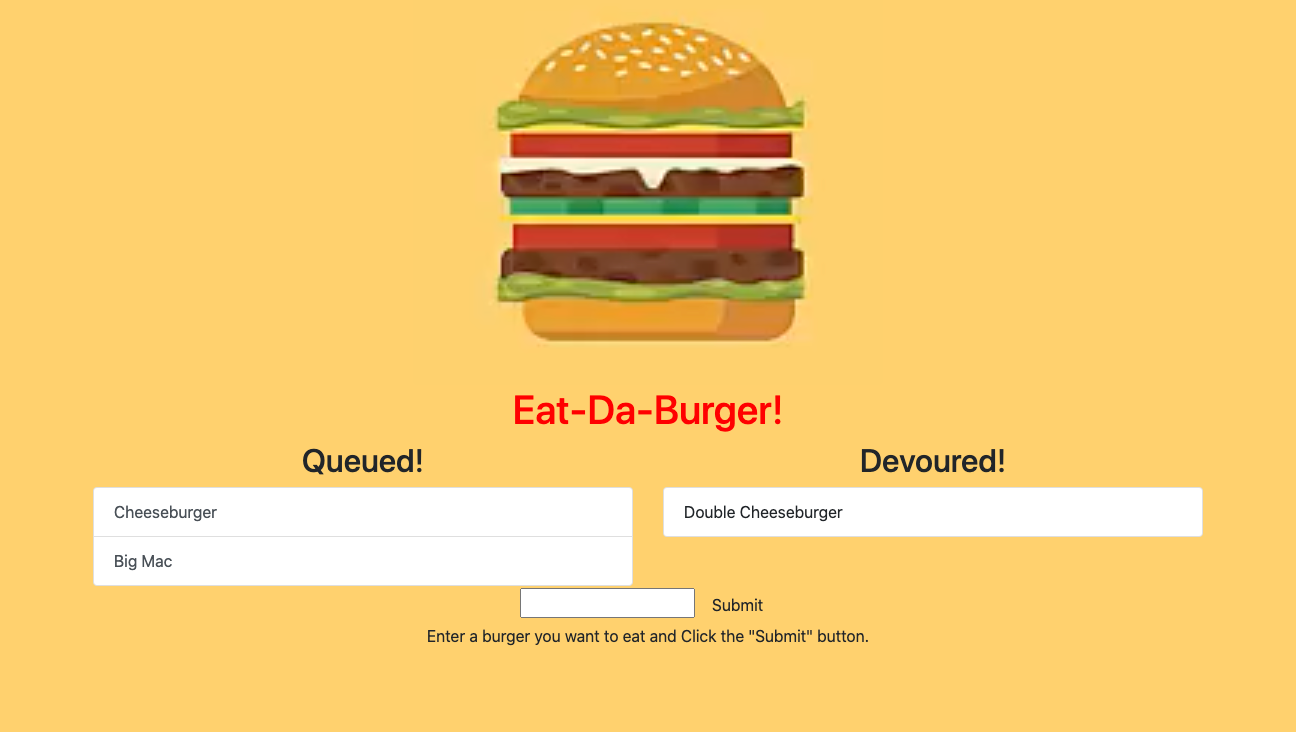 Eat-Da-Burger!
Queued!
Cheeseburger
Big Mac
Devoured!
Double Cheeseburger
Submit
Enter a burger you want to eat and Click the "Submit" button.